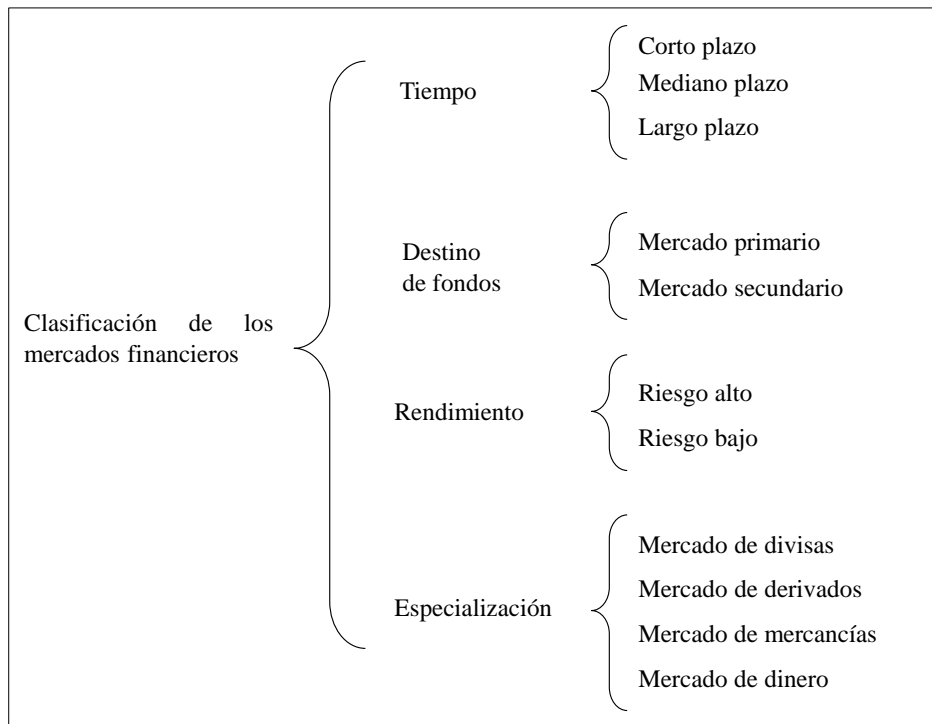 Clasificación de los
mercados financieros
Tiempo
Corto plazo
Mediano plazo
Largo plazo
Destino
de fondos
Mercado primario
Mercado secundario
Rendimiento
Riesgo alto
Riesgo bajo
Especialización
Mercado de divisas
Mercado de derivados
Mercado de mercancías
Mercado de dinero